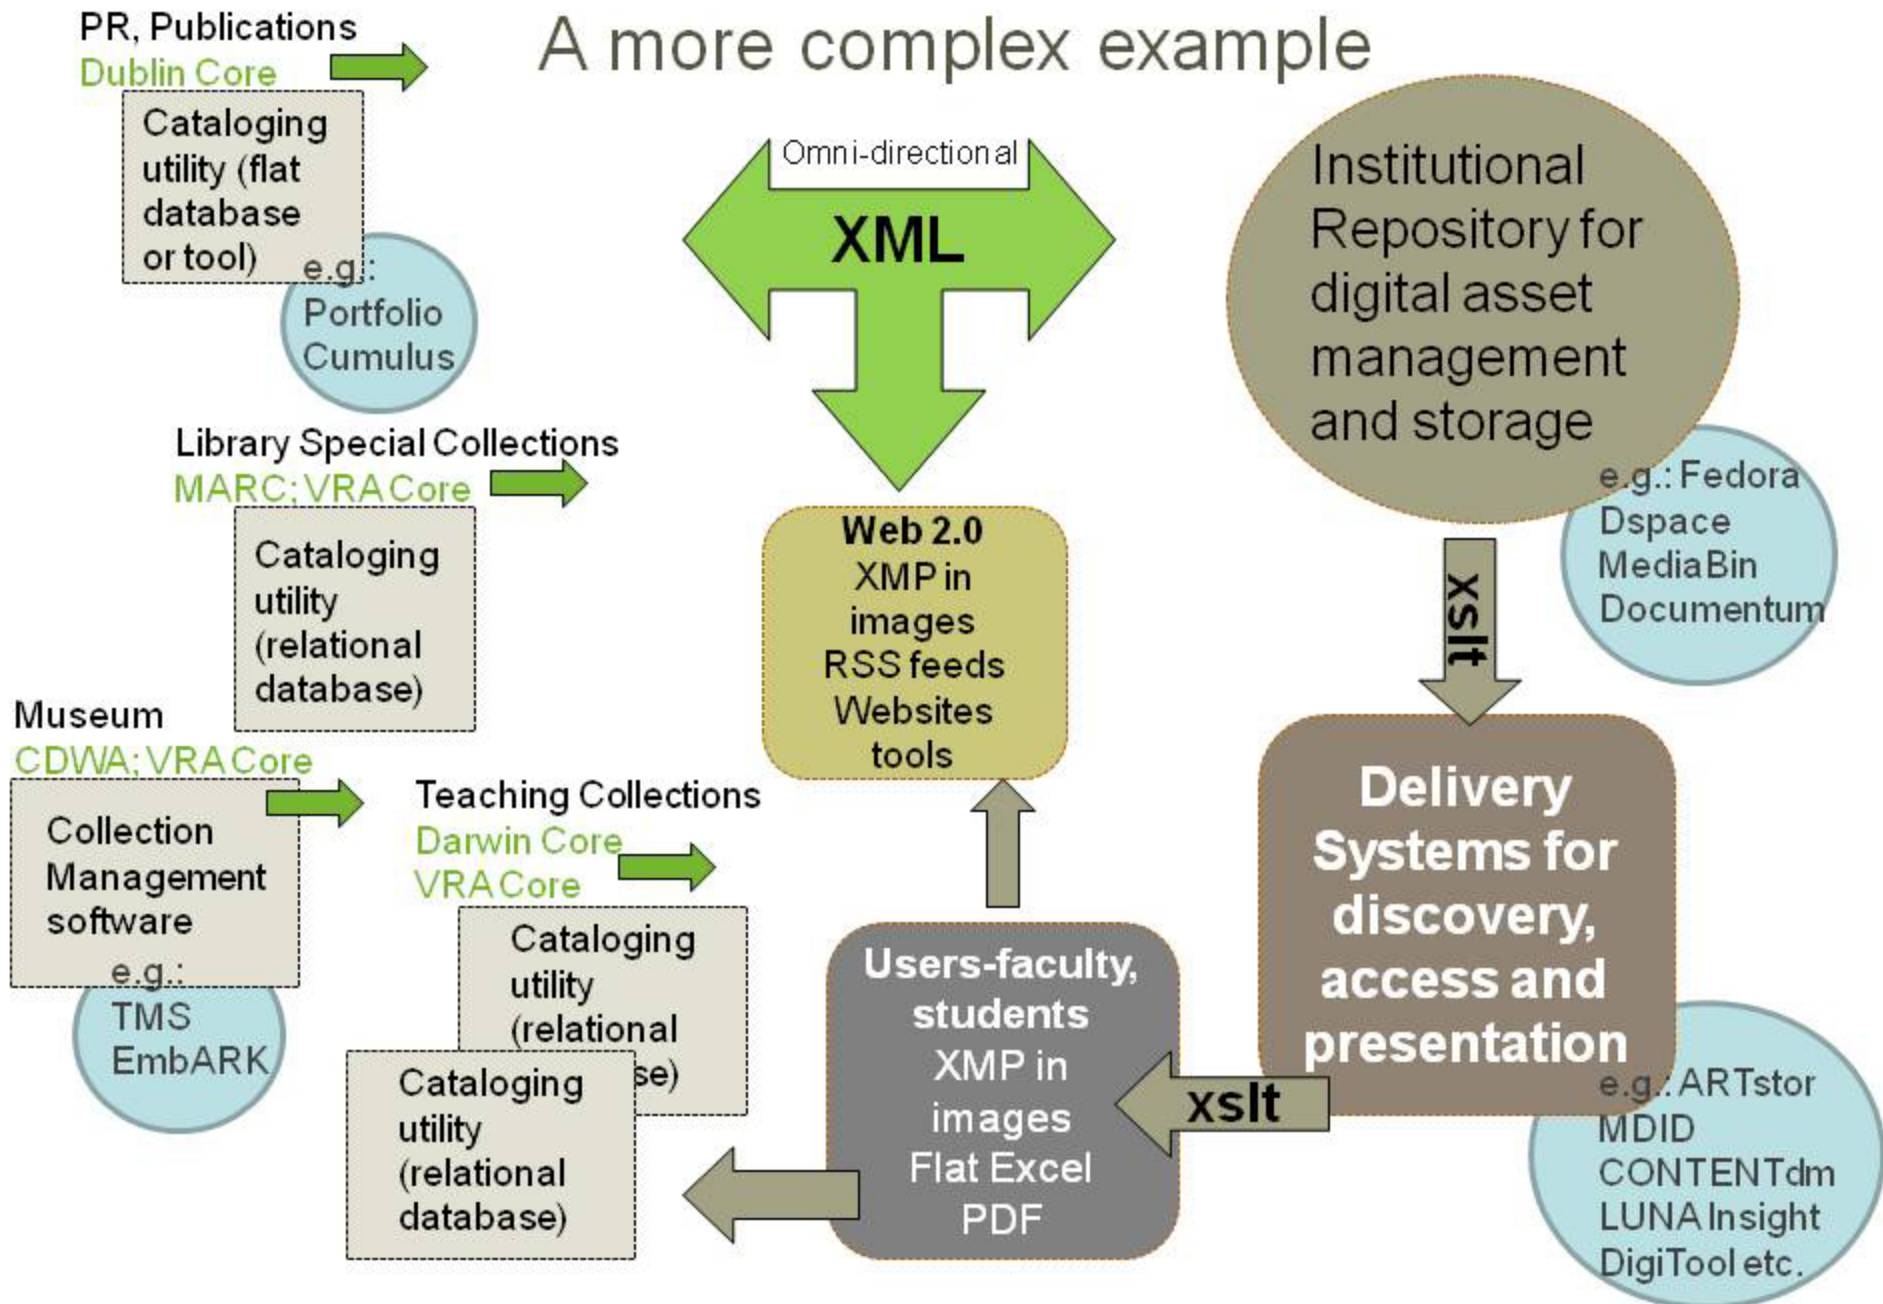 A more complex example
PR, Publications
Dublin Core
Cataloging
utility (flat
database
or tool)
e.g.:
Portfolio
Cumulus
Library Special Collections
MARC; VRA Core
Cataloging
utility
(relational
database)
Museum
CDWA; VRA Core
Collection
Management
software
e.g.:
TMS
EmbARK
Teaching Collections
Darwin Core
VRA Core
Cataloging
utility
(relational
se)
Cataloging
utility
(relational
database)
Omni-directional
XML
Web 2.0
XMP in
images
RSS feeds
Websites
tools
Users-faculty,
students
XMP in
images
Flat Excel
PDF
Institutional
Repository for
digital asset
management
and storage
e.g.: Fedora
Dspace
MediaBin
Documentum
xslt
Delivery
Systems for
discovery,
access and
presentation
e.g.: ARTstor
MDID
CONTENTdm
LUNA Insight
DigiTool etc.
xslt